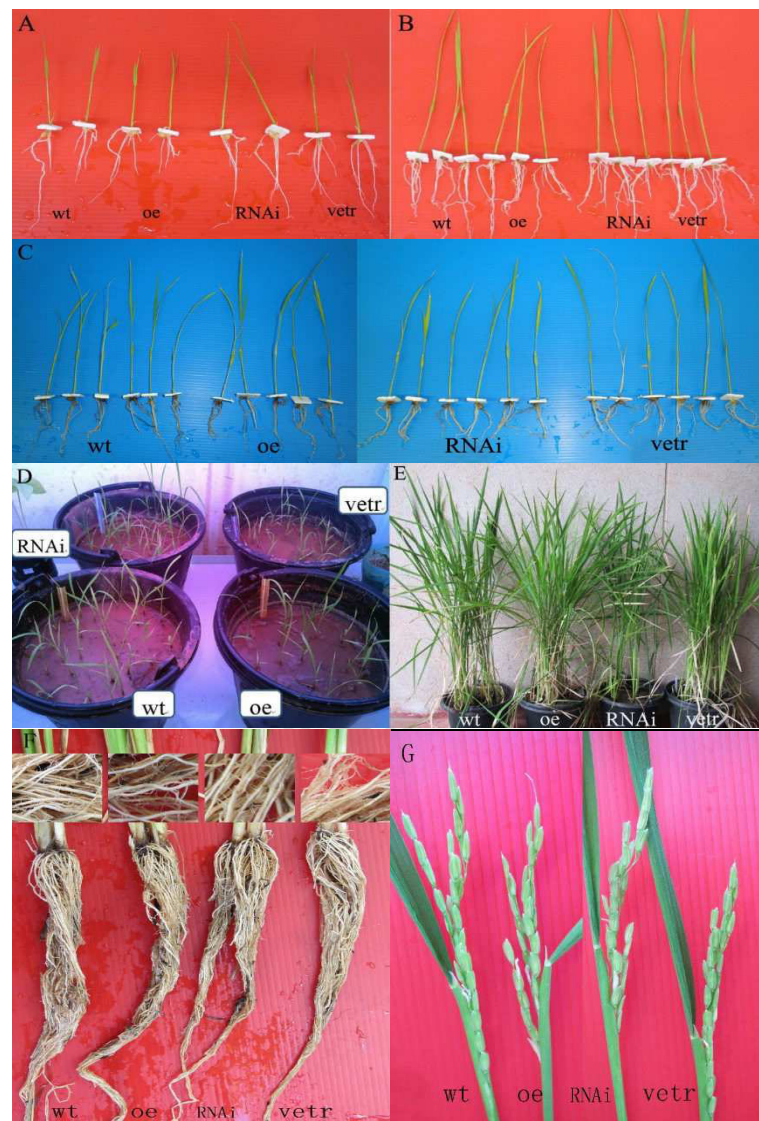 A
wt oe RNAi vetr
B
wt oe RNAi vetr
C
wt oe RNAi vetr
D
RNAi vetr
wt oe
E
wt oe RNAi vetr
F
wt oe RNAi vetr
G
wt oe RNAi vetr